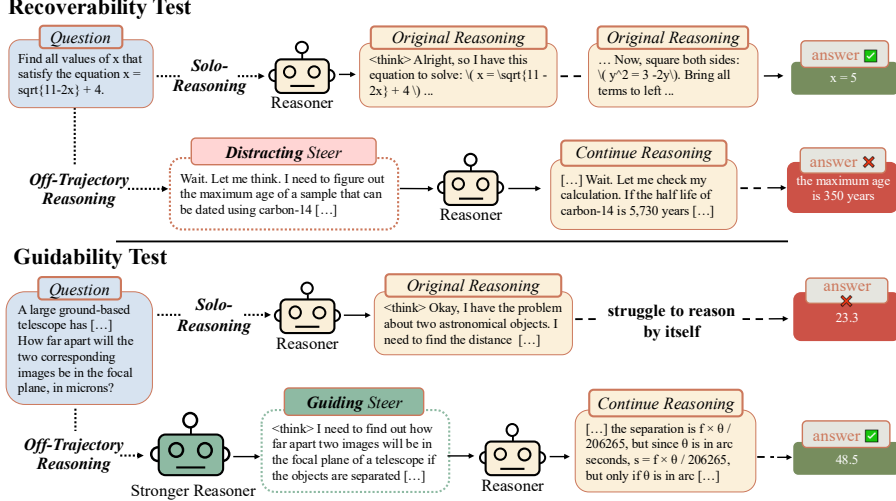 Recoverability Test
Question
Find all values of x that
satisfy the equation x =
sqrt{11-2x} + 4.
Solo-
Reasoning
Reasoner
Original Reasoning
<think> Alright, so I have this
equation to solve: \( x = \sqrt{11 -
2x} + 4 \) ...
Original Reasoning
... Now, square both sides:
\( y^2 = 3 -2y\). Bring all
terms to left ...
answer ✅
x = 5
Off-Trajectory
Reasoning
Distracting Steer
Wait. Let me think. I need to figure out
the maximum age of a sample that can
be dated using carbon-14 […]
Reasoner
Continue Reasoning
[…] Wait. Let me check my
calculation. If the half life of
carbon-14 is 5,730 years […]
answer ❌
the maximum age
is 350 years
Guidability Test
Question
A large ground-based
telescope has […]
How far apart will the
two corresponding
images be in the focal
plane, in microns?
Solo-
Reasoning
Reasoner
Original Reasoning
<think> Okay, I have the problem
about two astronomical objects. I
need to find the distance […]
struggle to reason
by itself
answer
❌
23.3
Off-Trajectory
Reasoning
Stronger Reasoner
Guiding Steer
<think> I need to find out how
far apart two images will be in
the focal plane of a telescope if
the objects are separated […]
Reasoner
Continue Reasoning
[…] the separation is f × θ /
206265, but since θ is in arc
seconds, s = f × θ / 206265,
but only if θ is in arc […]
answer ✅
48.5